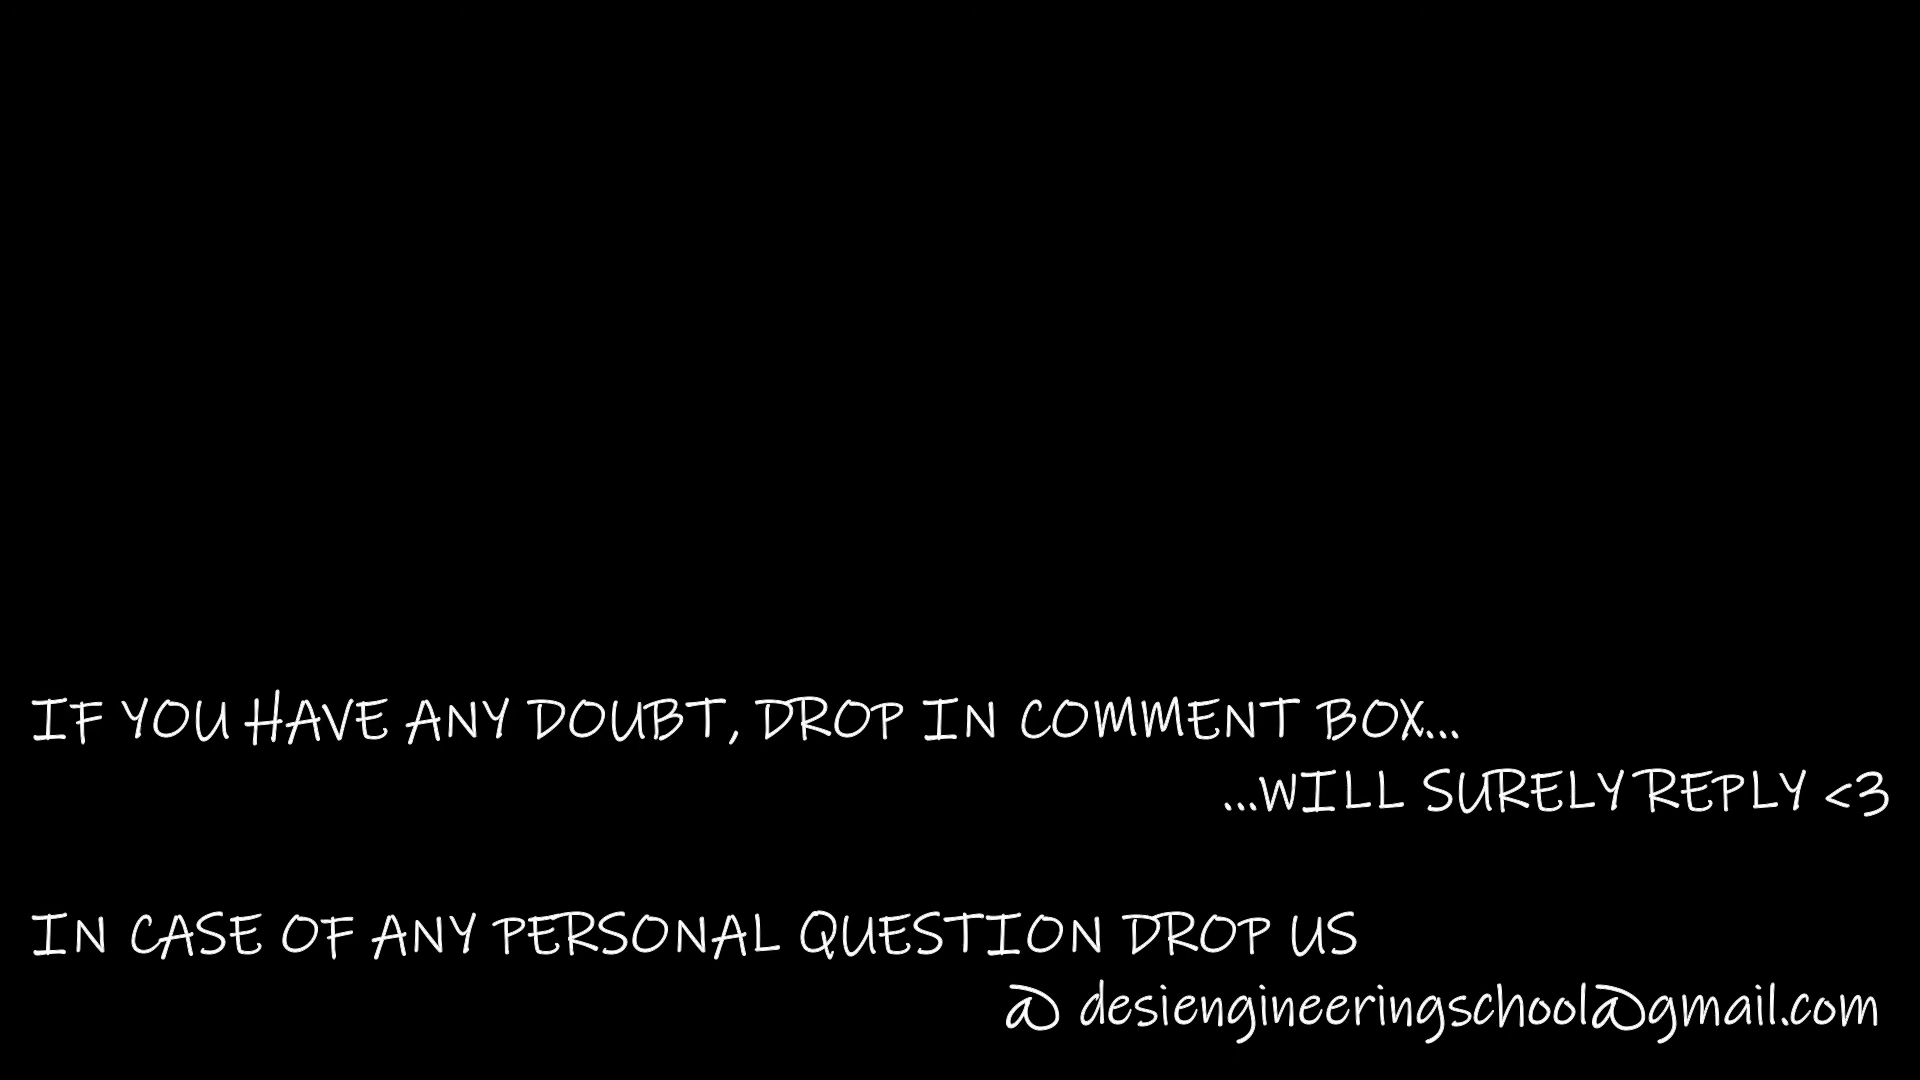 IF YOU HAVE ANY DOUBT, DROP IN COMMENT BOX...
...WILL SURELY REPLY <3
IN CASE OF ANY PERSONAL QUESTION DROP US
@ desiengineeringschool@gmail.com